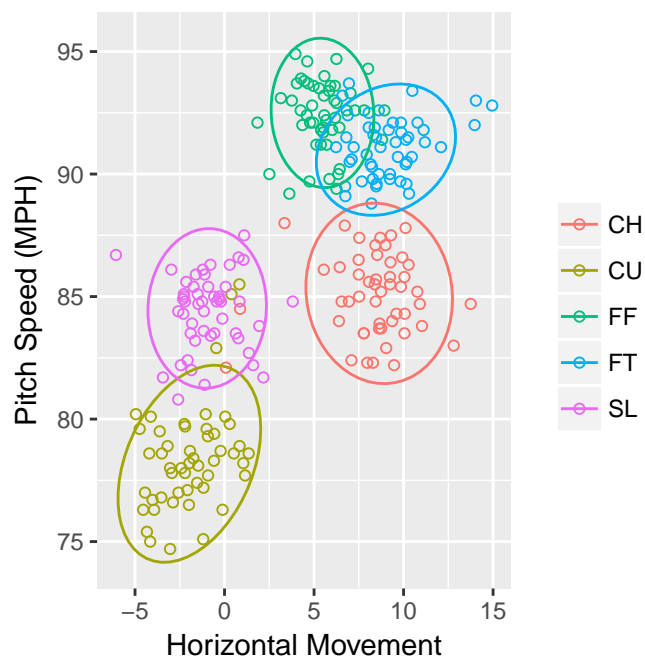 95
90
85
80
75
Pitch Speed (MPH)
−5
0
5
10
15
Horizontal Movement
CH
CU
FF
FT
SL